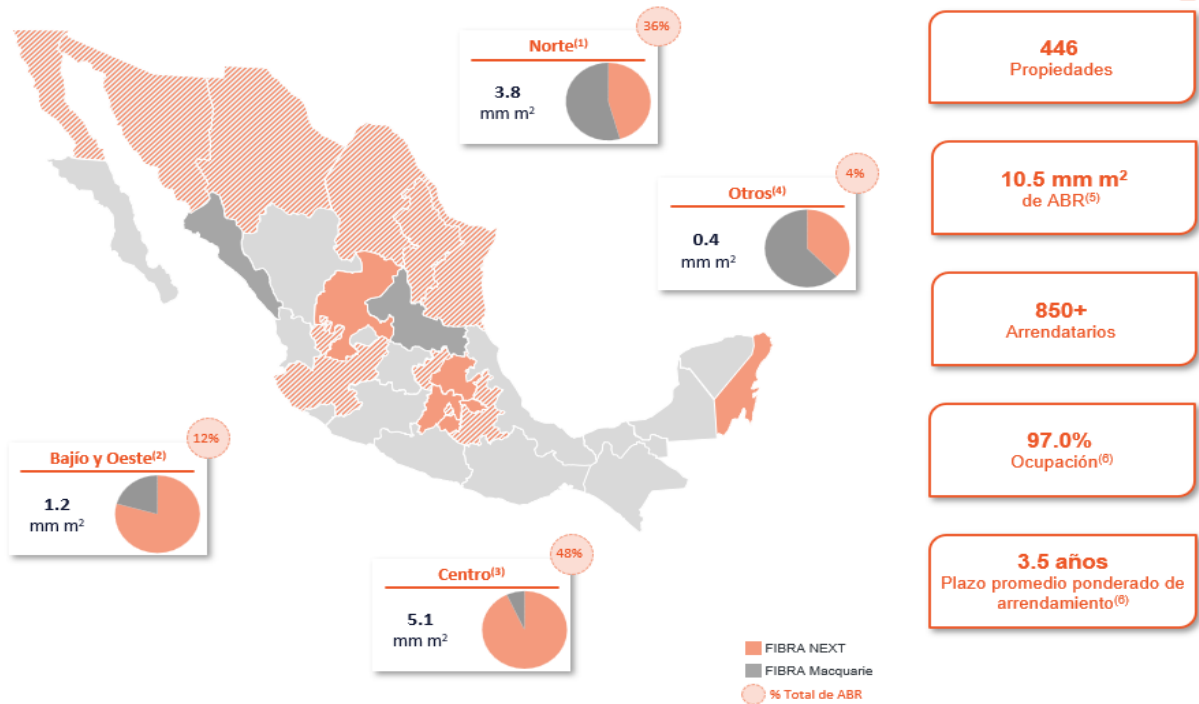 36%
Norte(1)
3.8
mm m²
4%
Otros(4)
0.4
mm m²
12%
Bajío y Oeste(2)
1.2
mm m²
48%
Centro(3)
5.1
mm m²
FIBRA NEXT
FIBRA Macquarie
% Total de ABR
446
Propiedades
10.5 mm m²
de ABR(5)
850+
Arrendatarios
97.0%
Ocupación(6)
3.5 años
Plazo promedio ponderado de
arrendamiento(6)